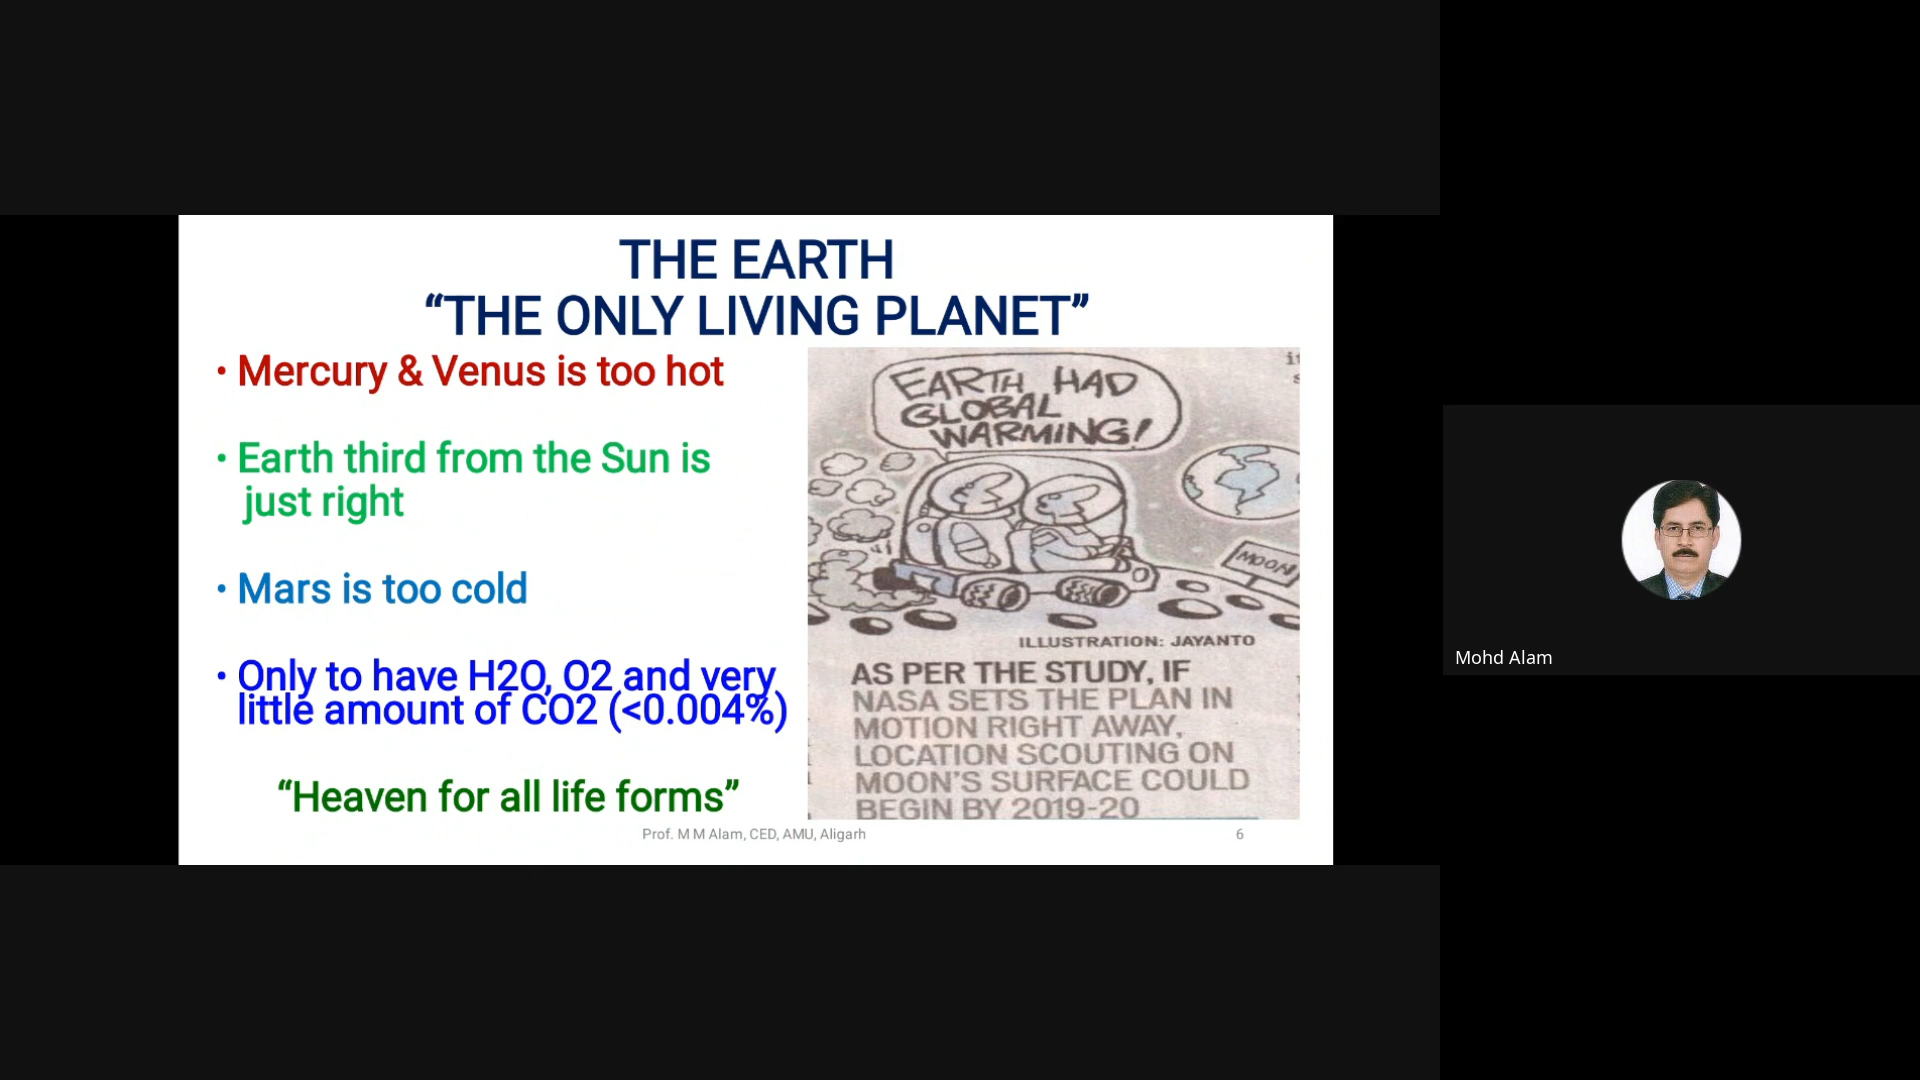 THE EARTH
“THE ONLY LIVING PLANET”
• Mercury & Venus is too hot
• Earth third from the Sun is
just right
• Mars is too cold
• Only to have H2O, O2 and very
little amount of CO2 (<0.004%)
“Heaven for all life forms”
EARTH HAD
GLOBAL
WARMING!
MOON
ILLUSTRATION: JAYANTO
AS PER THE STUDY, IF
NASA SETS THE PLAN IN
MOTION RIGHT AWAY,
LOCATION SCOUTING ON
MOON'S SURFACE COULD
BEGIN BY 2019-20
Prof. M M Alam, CED, AMU, Aligarh
6
Mohd Alam